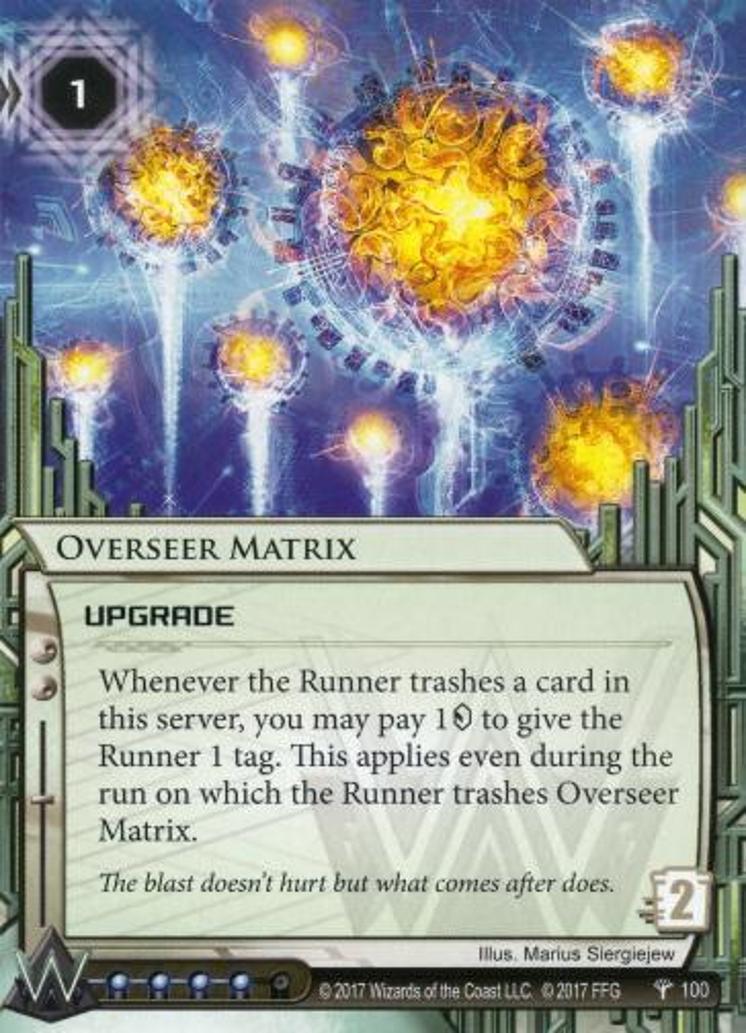 1
OVERSEER MATRIX
UPGRADE
Whenever the Runner trashes a card in
this server, you may pay 1 to give the
Runner 1 tag. This applies even during the
run on which the Runner trashes Overseer
Matrix.
The blast doesn't hurt but what comes after does.
2
Illus. Marius Siergiejew
W
© 2017 Wizards of the Coast LLC. © 2017 FFG 100